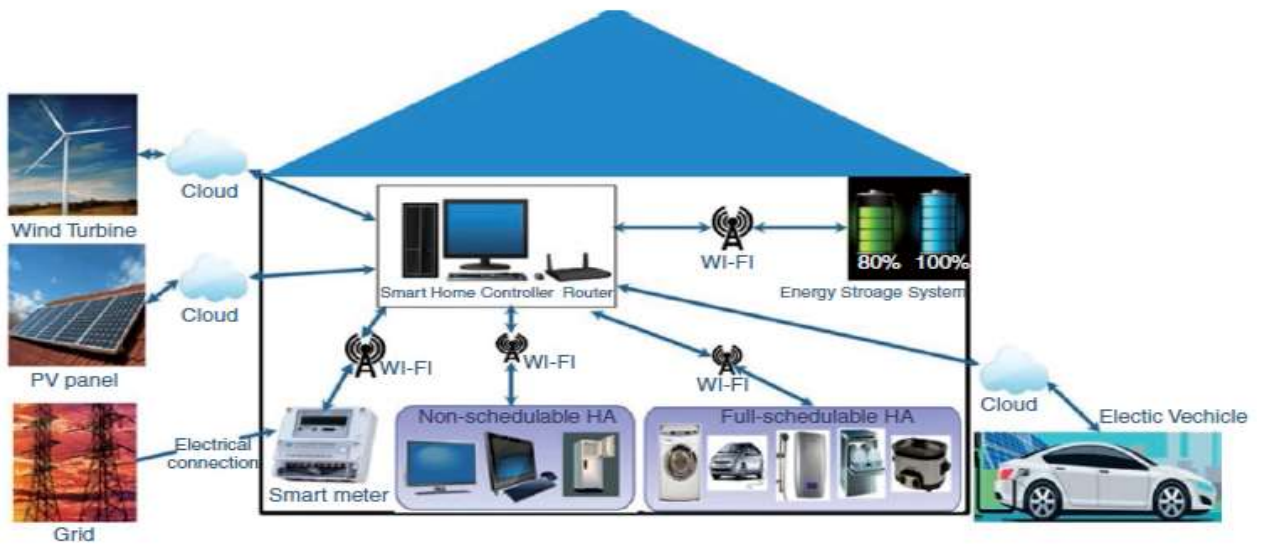 Cloud
Wind Turbine
Cloud
PV panel
Smart Home Controller Router
WI-FI
80% 100%
Energy Stroage System
WI-FI
WI-FI
WI-FI
Cloud
Electic Vechicle
Non-schedulable HA
Full-schedulable HA
Electrical
connection
Smart meter
Grid